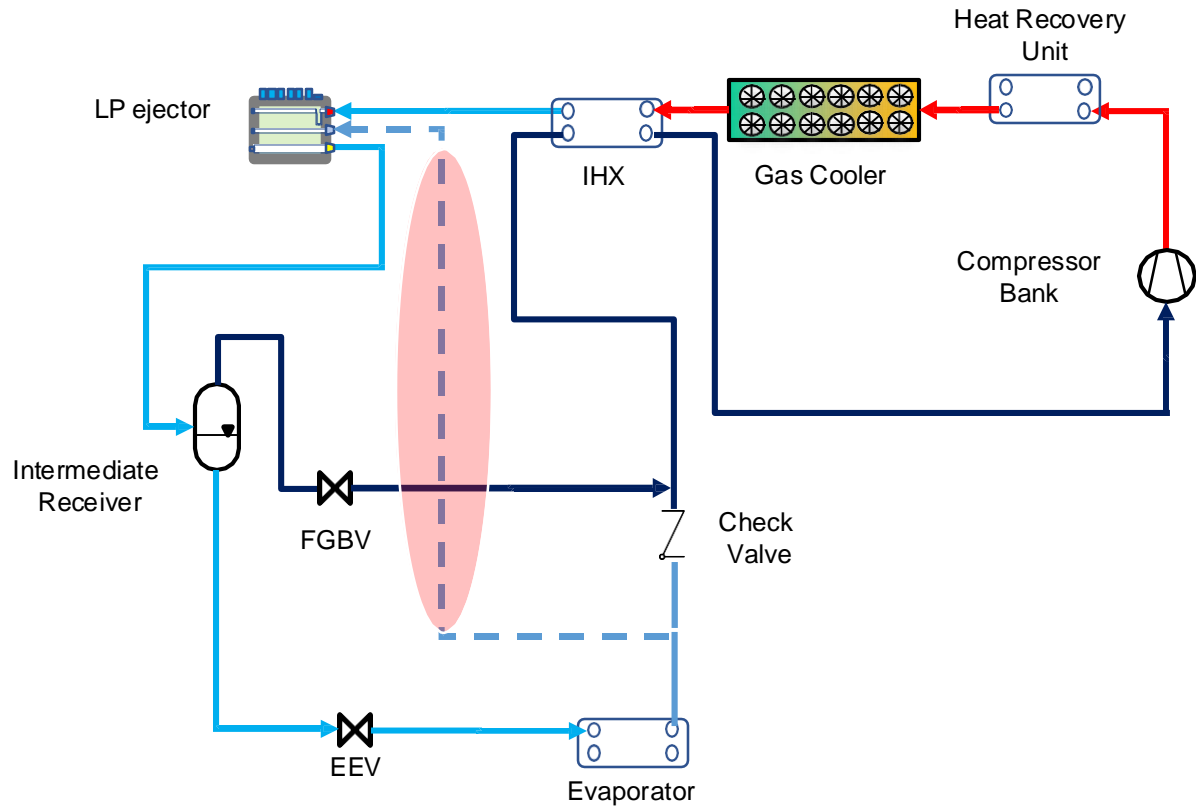 Heat Recovery
Unit
LP ejector
IHX
Gas Cooler
Compressor
Bank
Intermediate
Receiver
FGBV
Check
Valve
EEV
Evaporator